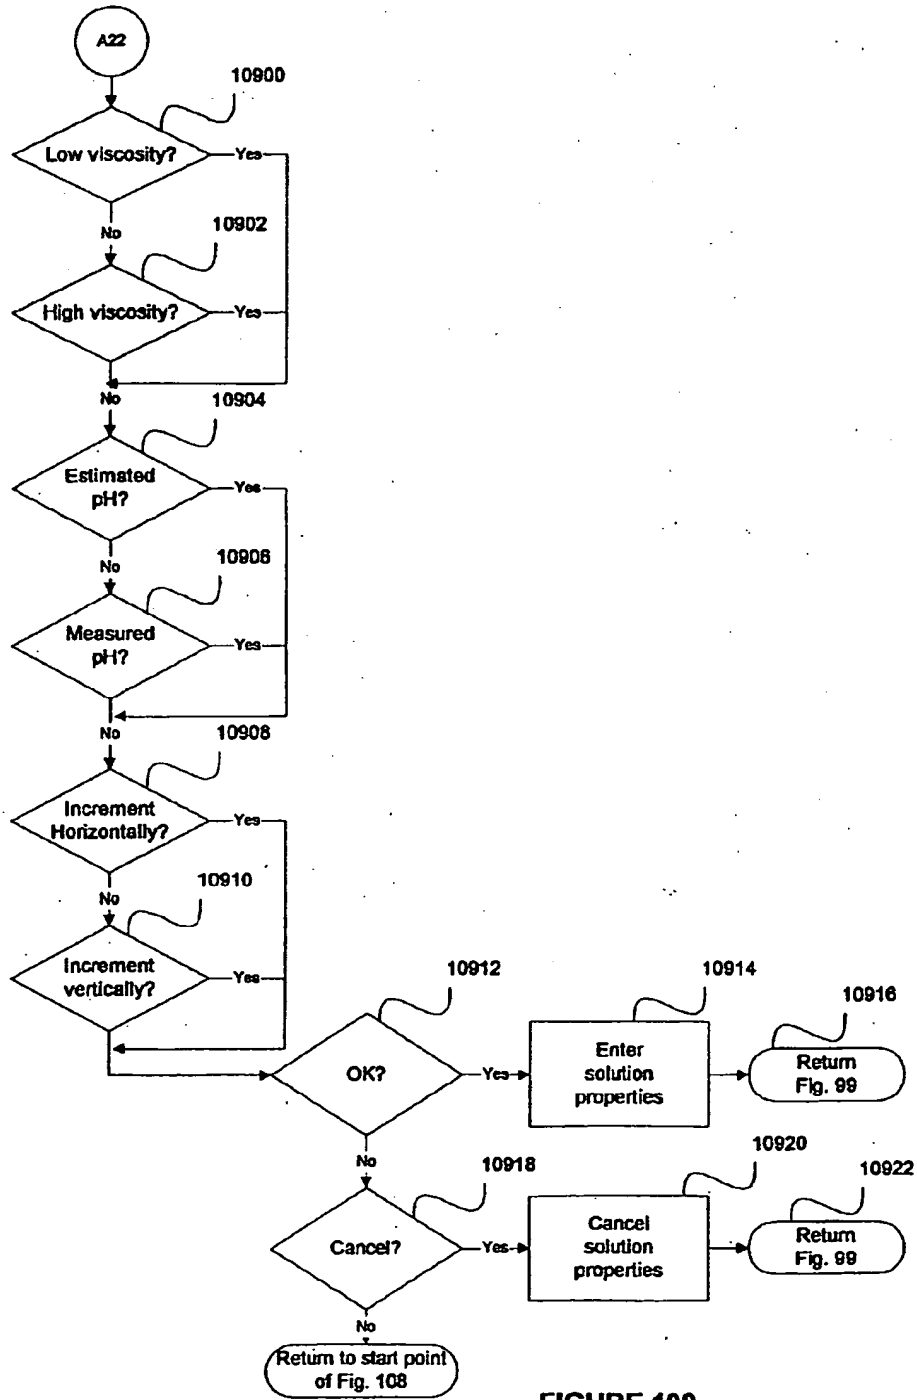 A22
10900
Low viscosity?
Yes
No
10902
High viscosity?
Yes
No
10904
Estimated
pH?
Yes
No
10906
Measured
pH?
Yes
No
10908
Increment
Horizontally?
Yes
No
10910
Increment
vertically?
Yes
10912
OK?
Yes
10914
Enter
solution
properties
10916
Return
Fig. 99
No
10918
Cancel?
Yes
10920
Cancel
solution
properties
10922
Return
Fig. 99
No
Return to start point
of Fig. 108
FIGURE 109